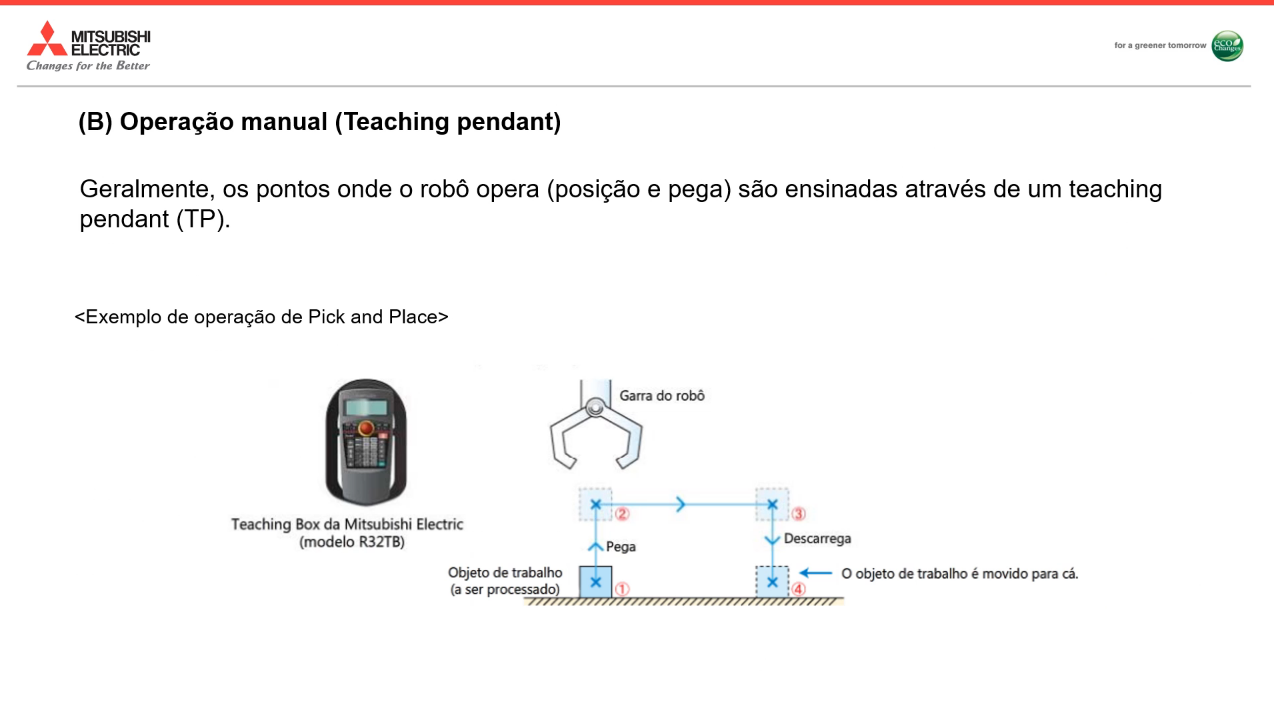 MITSUBISHI
ELECTRIC
Changes for the Better
for a greener tomorrow
eco
Changes
(B) Operação manual (Teaching pendant)
Geralmente, os pontos onde o robô opera (posição e pega) são ensinadas através de um teaching
pendant (TP).
<Exemplo de operação de Pick and Place>
Garra do robô
②
③
Teaching Box da Mitsubishi Electric
(modelo R32TB)
Pega
Descarrega
Objeto de trabalho
(a ser processado)
①
④
O objeto de trabalho é movido para cá.